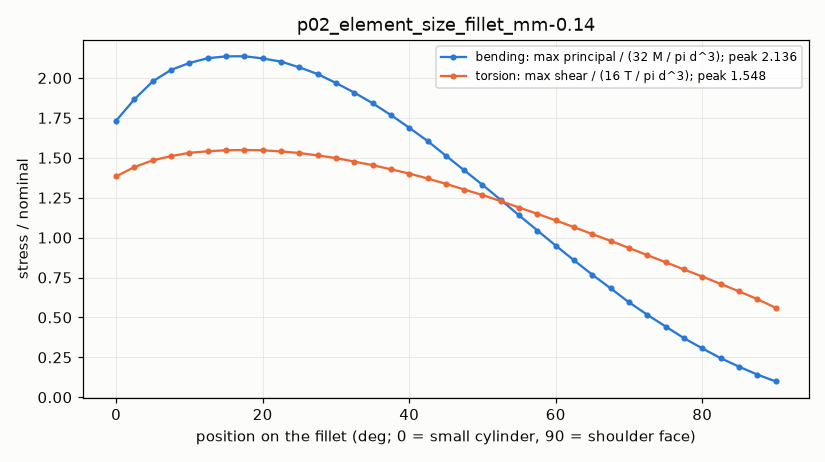 p02_element_size_fillet_mm-0.14
bending: max principal / (32 M / pi d^3); peak 2.136
torsion: max shear / (16 T / pi d^3); peak 1.548
stress / nominal
2.00
1.75
1.50
1.25
1.00
0.75
0.50
0.25
0.00
0 20 40 60 80
position on the fillet (deg; 0 = small cylinder, 90 = shoulder face)